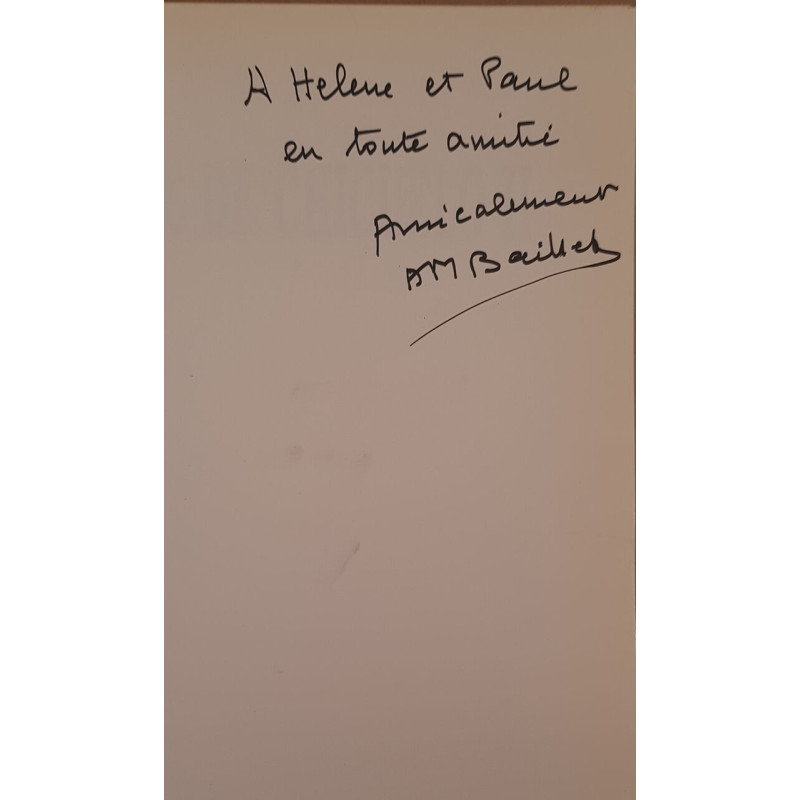 A Helene et Paul
en toute amitié
Amicalement
AM Baillet